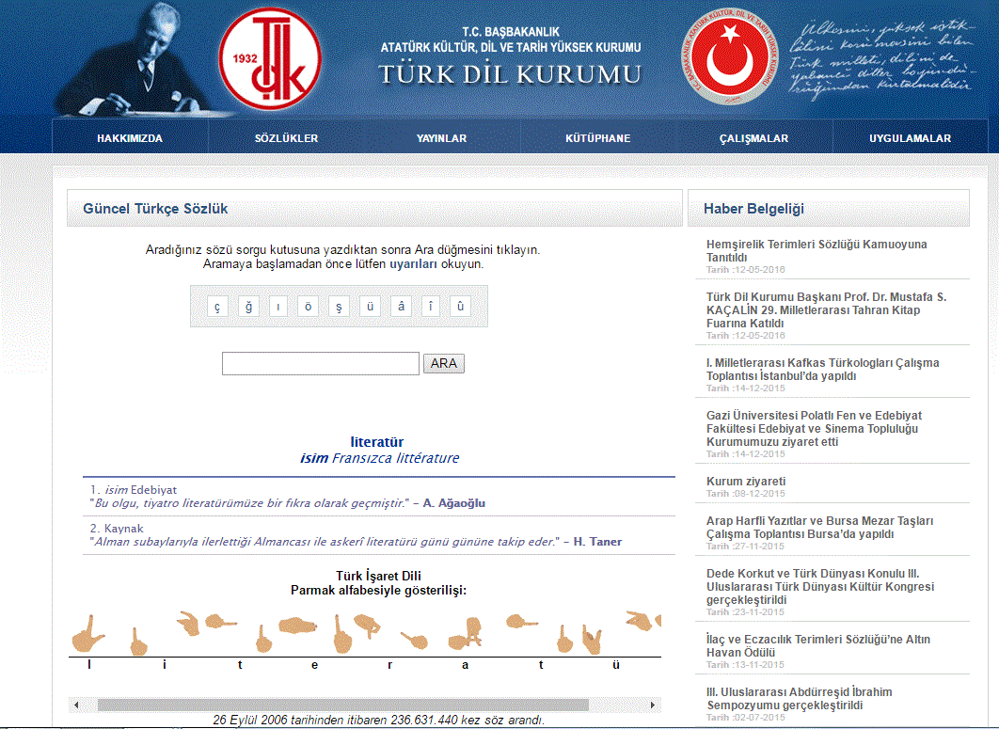 1932
TDK
T.C. BAŞBAKANLIK
ATATÜRK KÜLTÜR, DİL VE TARİH YÜKSEK KURUMU
TÜRK DİL KURUMU
Ülkesini, yüksek istik-
lâlini korumasını bilen
Türk milleti, dilini de
yabancı diller boyundu-
ruğundan kurtarmalıdır
HAKKIMIZDA
SÖZLÜKLER
YAYINLAR
KÜTÜPHANE
ÇALIŞMALAR
UYGULAMALAR
Güncel Türkçe Sözlük
Aradığınız sözü sorgu kutusuna yazdıktan sonra Ara düğmesini tıklayın.
Aramaya başlamadan önce lütfen uyarıları okuyun.
ç ğ ı ö ş ü â î û
ARA
literatür
isim Fransızca littérature
1. isim Edebiyat
"Bu olgu, tiyatro literatürümüze bir fıkra olarak geçmiştir." - A. Ağaoğlu
2. Kaynak
"Alman subaylarıyla ilerlettiği Almancası ile askerî literatürü günü gününe takip eder." - H. Taner
Türk İşaret Dili
Parmak alfabesiyle gösterilişi:
l i t e r a t ü
26 Eylül 2006 tarihinden itibaren 236.631.440 kez söz arandı.
Haber Belgeliği
Hemşirelik Terimleri Sözlüğü Kamuoyuna
Tanıtıldı
Tarih :12-05-2016
Türk Dil Kurumu Başkanı Prof. Dr. Mustafa S.
KAÇALİN 29. Milletlerarası Tahran Kitap
Fuarına Katıldı
Tarih :12-05-2016
I. Milletlerarası Kafkas Türkologları Çalışma
Toplantısı İstanbul'da yapıldı
Tarih :14-12-2015
Gazi Üniversitesi Polatlı Fen ve Edebiyat
Fakültesi Edebiyat ve Sinema Topluluğu
Kurumumuzu ziyaret etti
Tarih :14-12-2015
Kurum ziyareti
Tarih :08-12-2015
Arap Harfli Yazıtlar ve Bursa Mezar Taşları
Çalışma Toplantısı Bursa'da yapıldı
Tarih :27-11-2015
Dede Korkut ve Türk Dünyası Konulu III.
Uluslararası Türk Dünyası Kültür Kongresi
gerçekleştirildi
Tarih :23-11-2015
İlaç ve Eczacılık Terimleri Sözlüğü'ne Altın
Havan Ödülü
Tarih :13-11-2015
III. Uluslararası Abdürreşid İbrahim
Sempozyumu gerçekleştirildi
Tarih :02-07-2015